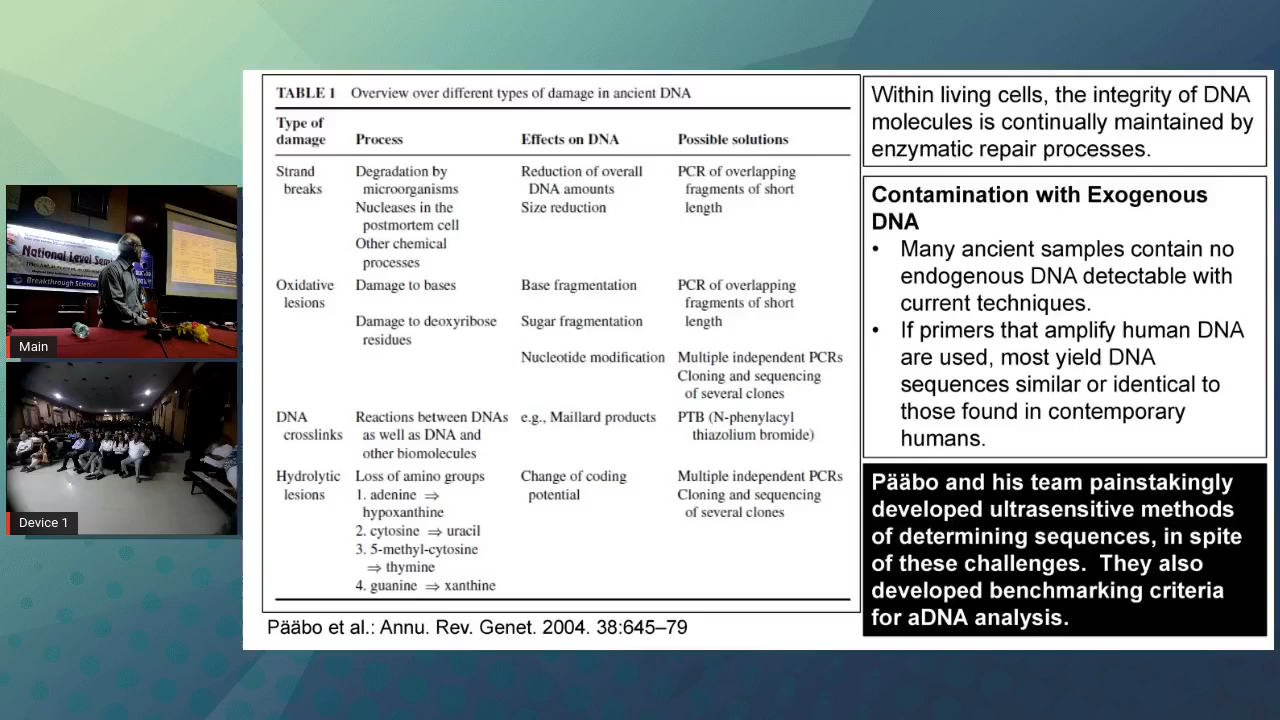 TABLE 1 Overview over different types of damage in ancient DNA
Type of damage Process Effects on DNA Possible solutions
Strand breaks
Degradation by microorganisms
Nucleases in the postmortem cell
Other chemical processes
Reduction of overall DNA amounts
Size reduction
PCR of overlapping fragments of short length
Oxidative lesions
Damage to bases
Damage to deoxyribose residues
Base fragmentation
Sugar fragmentation
Nucleotide modification
PCR of overlapping fragments of short length
Multiple independent PCRs
Cloning and sequencing of several clones
DNA crosslinks
Reactions between DNAs as well as DNA and other biomolecules
e.g., Maillard products
PTB (N-phenylacyl thiazolium bromide)
Hydrolytic lesions
Loss of amino groups
1. adenine ⇒ hypoxanthine
2. cytosine ⇒ uracil
3. 5-methyl-cytosine ⇒ thymine
4. guanine ⇒ xanthine
Change of coding potential
Multiple independent PCRs
Cloning and sequencing of several clones
Pääbo et al.: Annu. Rev. Genet. 2004. 38:645–79
Within living cells, the integrity of DNA
molecules is continually maintained by
enzymatic repair processes.
Contamination with Exogenous
DNA
• Many ancient samples contain no
endogenous DNA detectable with
current techniques.
• If primers that amplify human DNA
are used, most yield DNA
sequences similar or identical to
those found in contemporary
humans.
Pääbo and his team painstakingly
developed ultrasensitive methods
of determining sequences, in spite
of these challenges. They also
developed benchmarking criteria
for aDNA analysis.
National Level
Breakthrough Science
Main
Device 1